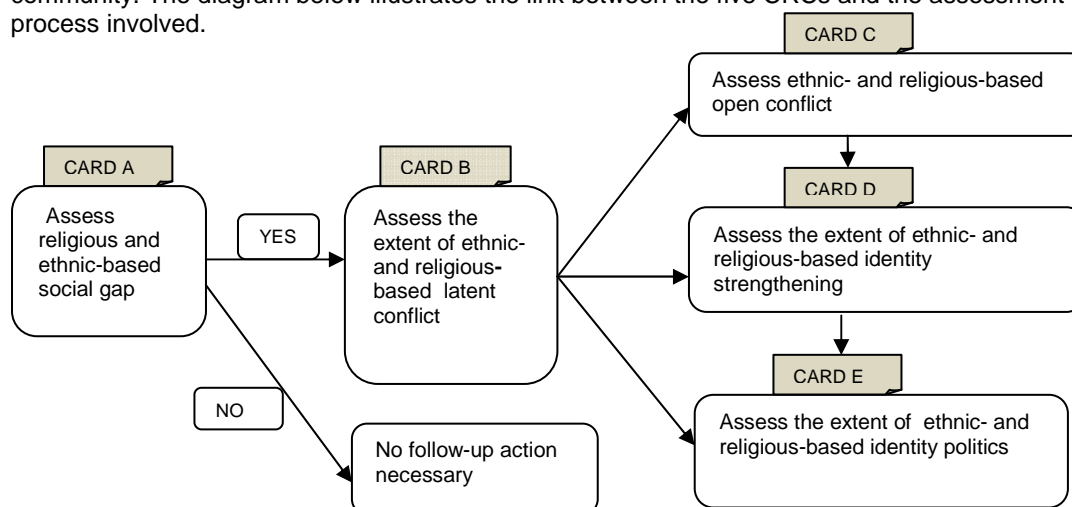 community. The diagram below illustrates the link between the five CRCs and the assessment
process involved.
CARD C
Assess ethnic- and religious-based
open conflict
CARD A
Assess
religious and
ethnic-based
social gap
YES
NO
CARD B
Assess the
extent of ethnic-
and religious-
based latent
conflict
No follow-up action
necessary
CARD D
Assess the extent of ethnic- and
religious-based identity
strengthening
CARD E
Assess the extent of ethnic- and
religious-based identity politics